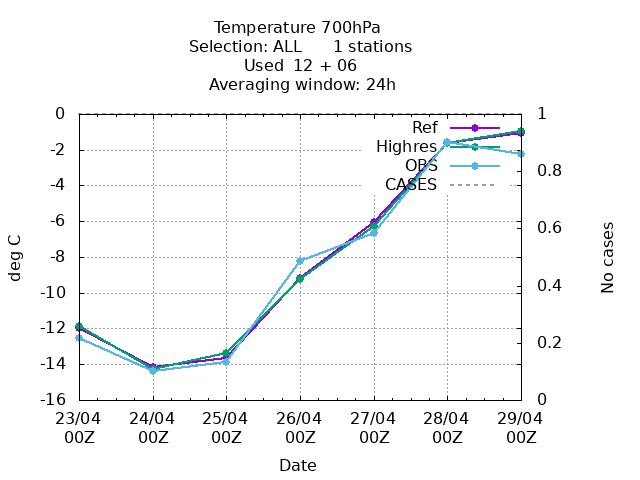 Temperature 700hPa
Selection: ALL 1 stations
Used 12 + 06
Averaging window: 24h
Ref
Highres
OBS
CASES
0
-2
-4
-6
-8
-10
-12
-14
-16
deg C
1
0.8
0.6
0.4
0.2
0
No cases
23/04 24/04 25/04 26/04 27/04 28/04 29/04
00Z 00Z 00Z 00Z 00Z 00Z 00Z
Date